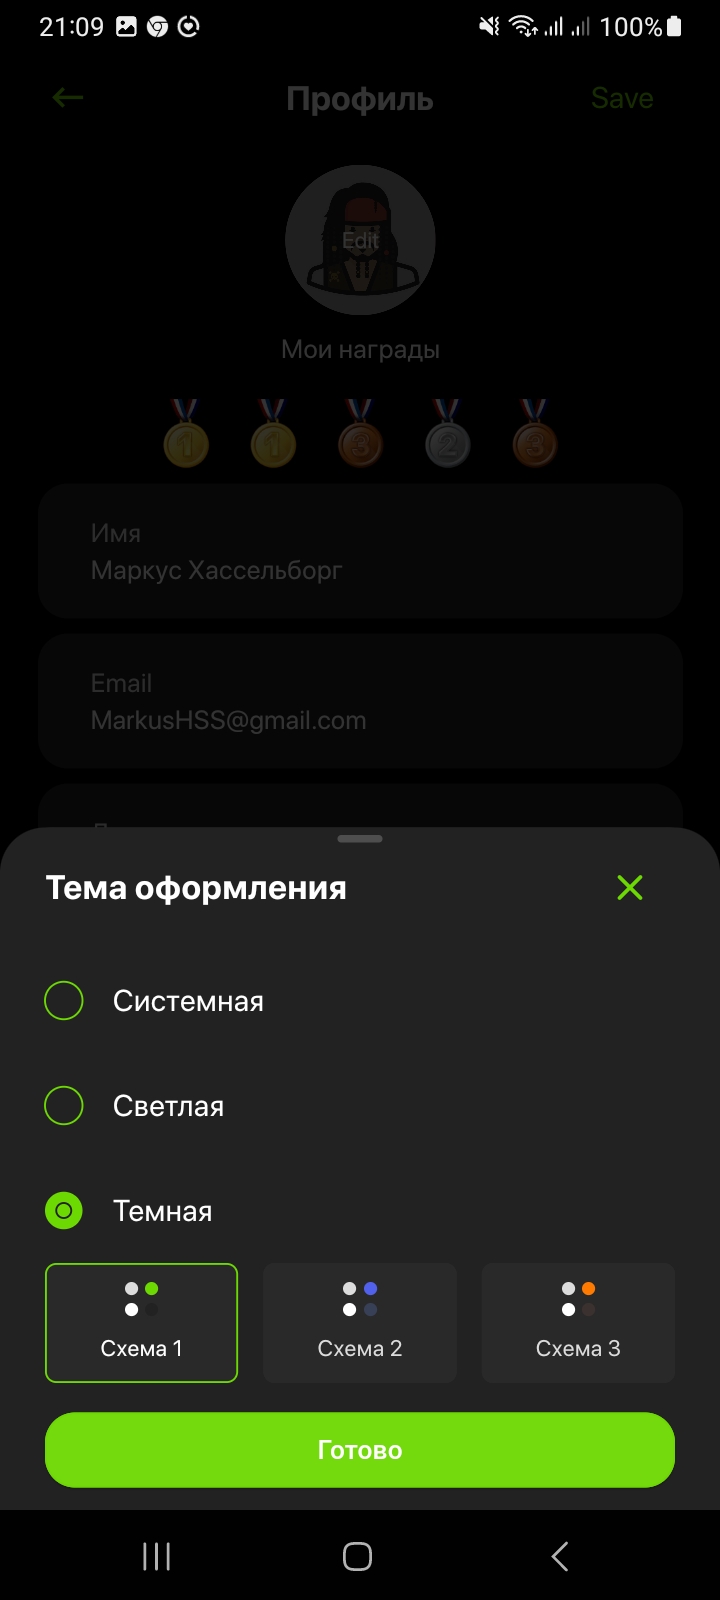 21:09
100%
Профиль
Save
Edit
Мои награды
1 1 3 2 3
Имя
Маркус Хассельборг
Email
MarkusHSS@gmail.com
Тема оформления
Системная
Светлая
Темная
Схема 1
Схема 2
Схема 3
Готово